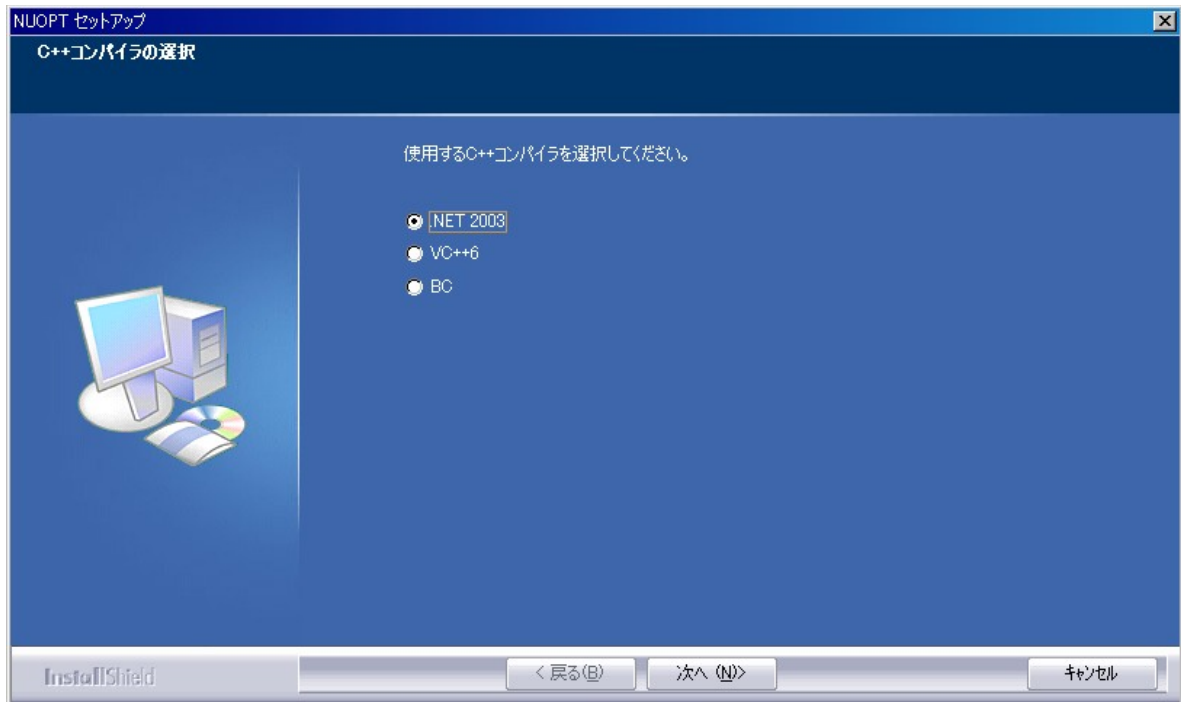 NUOPT セットアップ
C++コンパイラの選択
使用するC++コンパイラを選択してください。
.NET 2003
VC++6
BC
InstallShield
< 戻る(B)
次へ (N)>
キャンセル